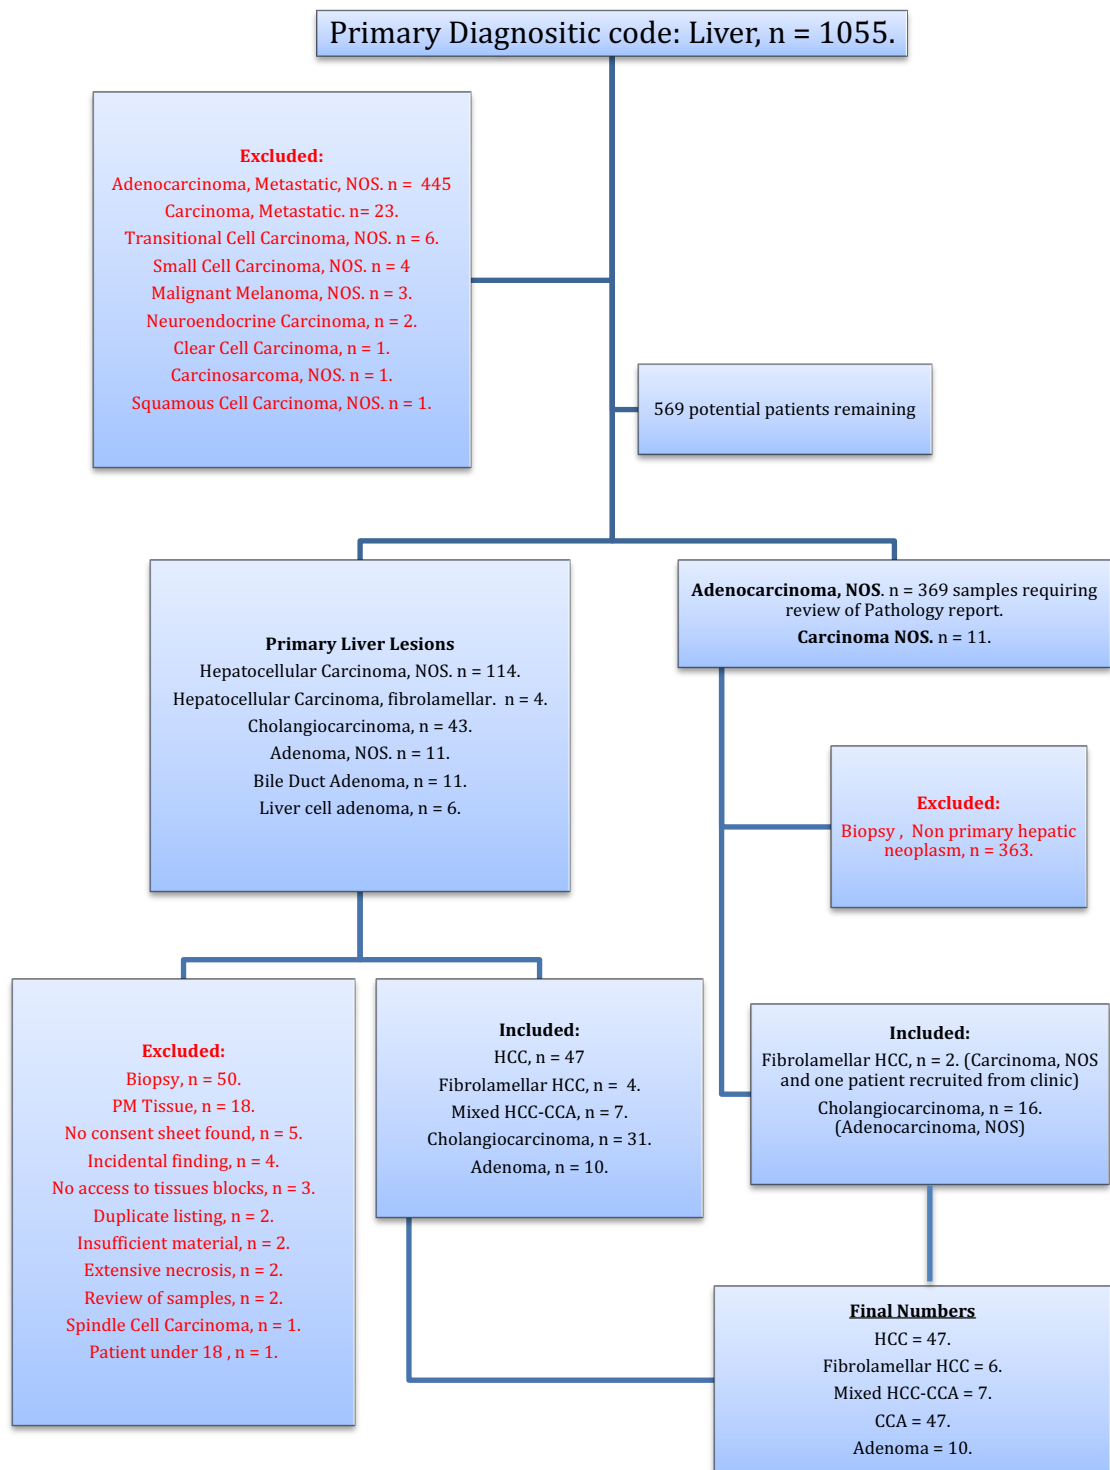 Primary Diagnositic code: Liver, n = 1055.
Excluded:
Adenocarcinoma, Metastatic, NOS. n =  445
Carcinoma, Metastatic. n= 23.
Transitional Cell Carcinoma, NOS. n = 6.
Small Cell Carcinoma, NOS. n = 4
Malignant Melanoma, NOS. n = 3.
Neuroendocrine Carcinoma, n = 2.
Clear Cell Carcinoma, n = 1.
Carcinosarcoma, NOS. n = 1.
Squamous Cell Carcinoma, NOS. n = 1.
569 potential patients remaining
Primary Liver Lesions
Hepatocellular Carcinoma, NOS. n = 114.
Hepatocellular Carcinoma, fibrolamellar.  n = 4.
Cholangiocarcinoma, n = 43.
Adenoma, NOS. n = 11.
Bile Duct Adenoma, n = 11.
Liver cell adenoma, n = 6.
Adenocarcinoma, NOS. n = 369 samples requiring
review of Pathology report.
Carcinoma NOS. n = 11.
Excluded:
Biopsy ,  Non primary hepatic
neoplasm, n = 363.
Excluded:
Biopsy, n = 50.
PM Tissue, n = 18.
No consent sheet found, n = 5.
Incidental finding, n = 4.
No access to tissues blocks, n = 3.
Duplicate listing, n = 2.
Insufficient material, n = 2.
Extensive necrosis, n = 2.
Review of samples, n = 2.
Spindle Cell Carcinoma, n = 1.
Patient under 18 , n = 1.
Included:
HCC, n = 47
Fibrolamellar HCC, n =  4.
Mixed HCC-CCA, n = 7.
Cholangiocarcinoma, n = 31.
Adenoma, n = 10.
Included:
Fibrolamellar HCC, n = 2. (Carcinoma, NOS
and one patient recruited from clinic)
Cholangiocarcinoma, n = 16.
(Adenocarcinoma, NOS)
Final Numbers
HCC = 47.
Fibrolamellar HCC = 6.
Mixed HCC-CCA = 7.
CCA = 47.
Adenoma = 10.